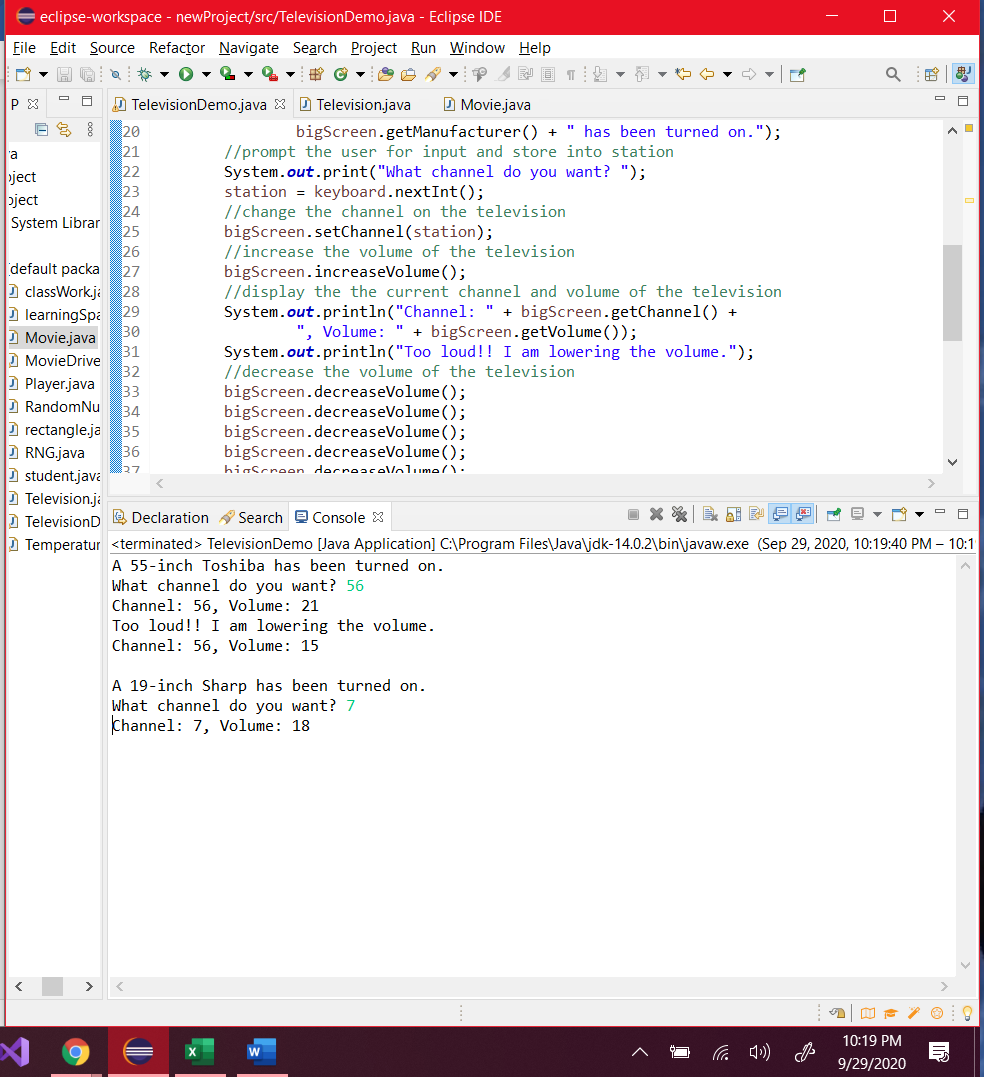 eclipse-workspace - newProject/src/TelevisionDemo.java - Eclipse IDE
File Edit Source Refactor Navigate Search Project Run Window Help
P
TelevisionDemo.java Television.java Movie.java
va
System Librar
(default packa
classWork.ja
learningSpa
Movie.java
MovieDrive
Player.java
RandomNu
rectangle.ja
RNG.java
student.java
Television.ja
TelevisionD
Temperatur
20 bigScreen.getManufacturer() + " has been turned on.");
21 //prompt the user for input and store into station
22 System.out.print("What channel do you want? ");
23 station = keyboard.nextInt();
24 //change the channel on the television
25 bigScreen.setChannel(station);
26 //increase the volume of the television
27 bigScreen.increaseVolume();
28 //display the the current channel and volume of the television
29 System.out.println("Channel: " + bigScreen.getChannel() +
30 ", Volume: " + bigScreen.getVolume());
31 System.out.println("Too loud!! I am lowering the volume.");
32 //decrease the volume of the television
33 bigScreen.decreaseVolume();
34 bigScreen.decreaseVolume();
35 bigScreen.decreaseVolume();
36 bigScreen.decreaseVolume();
37 bigScreen.decreaseVolume();
Declaration Search Console
<terminated> TelevisionDemo [Java Application] C:\Program Files\Java\jdk-14.0.2\bin\javaw.exe (Sep 29, 2020, 10:19:40 PM – 10:1
A 55-inch Toshiba has been turned on.
What channel do you want? 56
Channel: 56, Volume: 21
Too loud!! I am lowering the volume.
Channel: 56, Volume: 15
A 19-inch Sharp has been turned on.
What channel do you want? 7
Channel: 7, Volume: 18
10:19 PM
9/29/2020